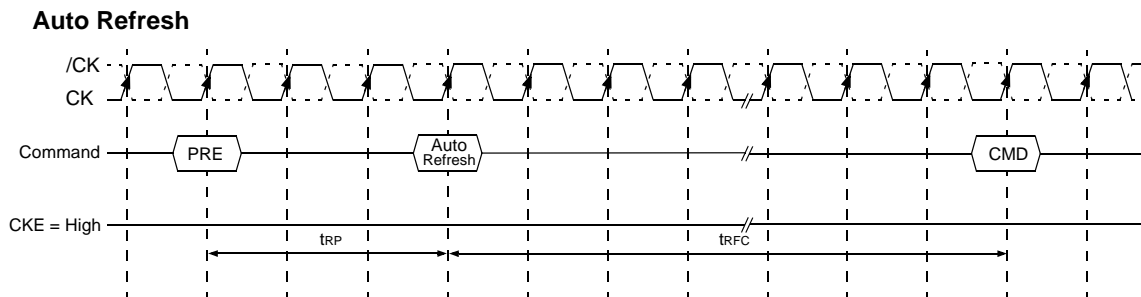 Auto Refresh
/CK
CK
Command
PRE
Auto
Refresh
CMD
CKE = High
tRP
tRFC